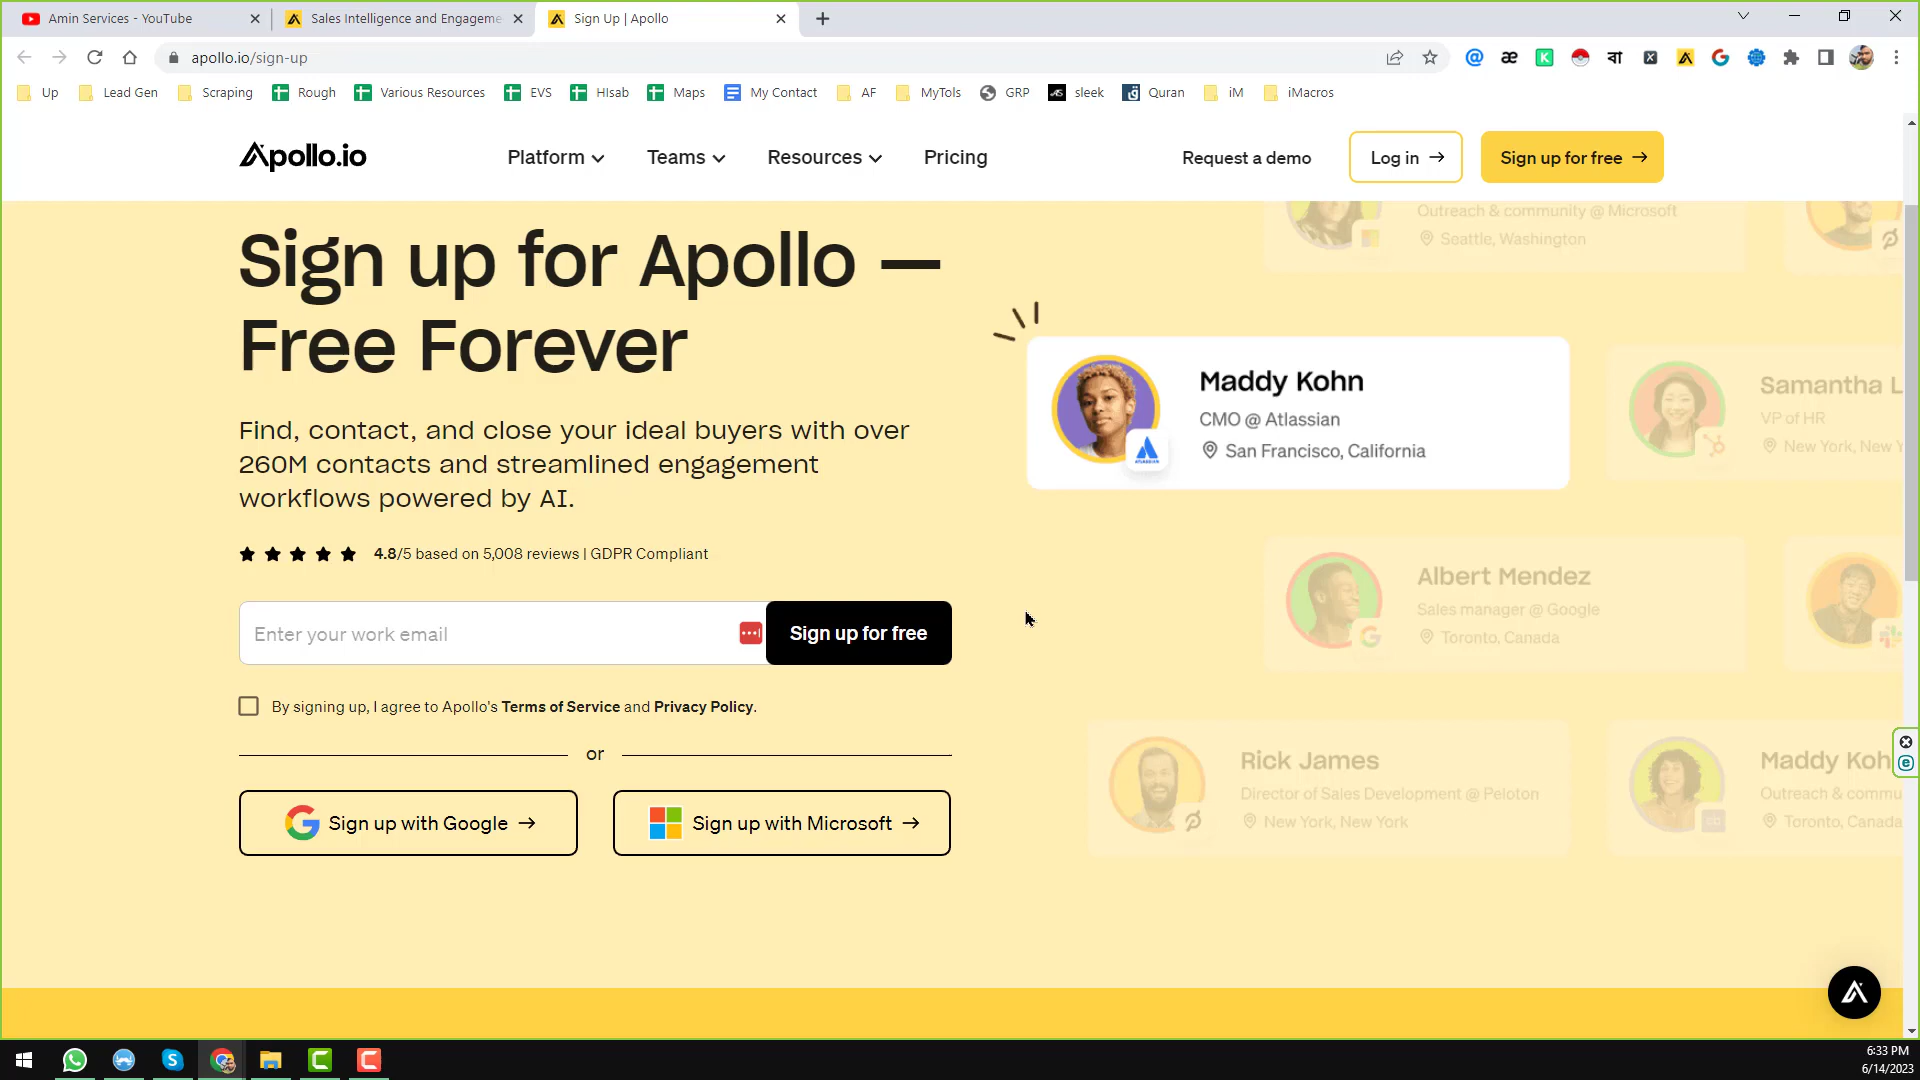 Amin Services - YouTube
Sales Intelligence and Engageme
Sign Up | Apollo
apollo.io/sign-up
Up
Lead Gen
Scraping
Rough
Various Resources
EVS
HIsab
Maps
My Contact
AF
MyTols
GRP
sleek
Quran
iM
iMacros
Apollo.io
Platform
Teams
Resources
Pricing
Request a demo
Log in →
Sign up for free →
Sign up for Apollo —
Free Forever
Find, contact, and close your ideal buyers with over
260M contacts and streamlined engagement
workflows powered by AI.
4.8/5 based on 5,008 reviews | GDPR Compliant
Enter your work email
Sign up for free
By signing up, I agree to Apollo's Terms of Service and Privacy Policy.
or
Sign up with Google →
Sign up with Microsoft →
Outreach & community @ Microsoft
Seattle, Washington
Maddy Kohn
CMO @ Atlassian
San Francisco, California
ATLASSIAN
Samantha L
VP of HR
New York, New Y
Albert Mendez
Sales manager @ Google
Toronto, Canada
Rick James
Director of Sales Development @ Peloton
New York, New York
Maddy Koh
Outreach & commu
Toronto, Canada
6:33 PM
6/14/2023